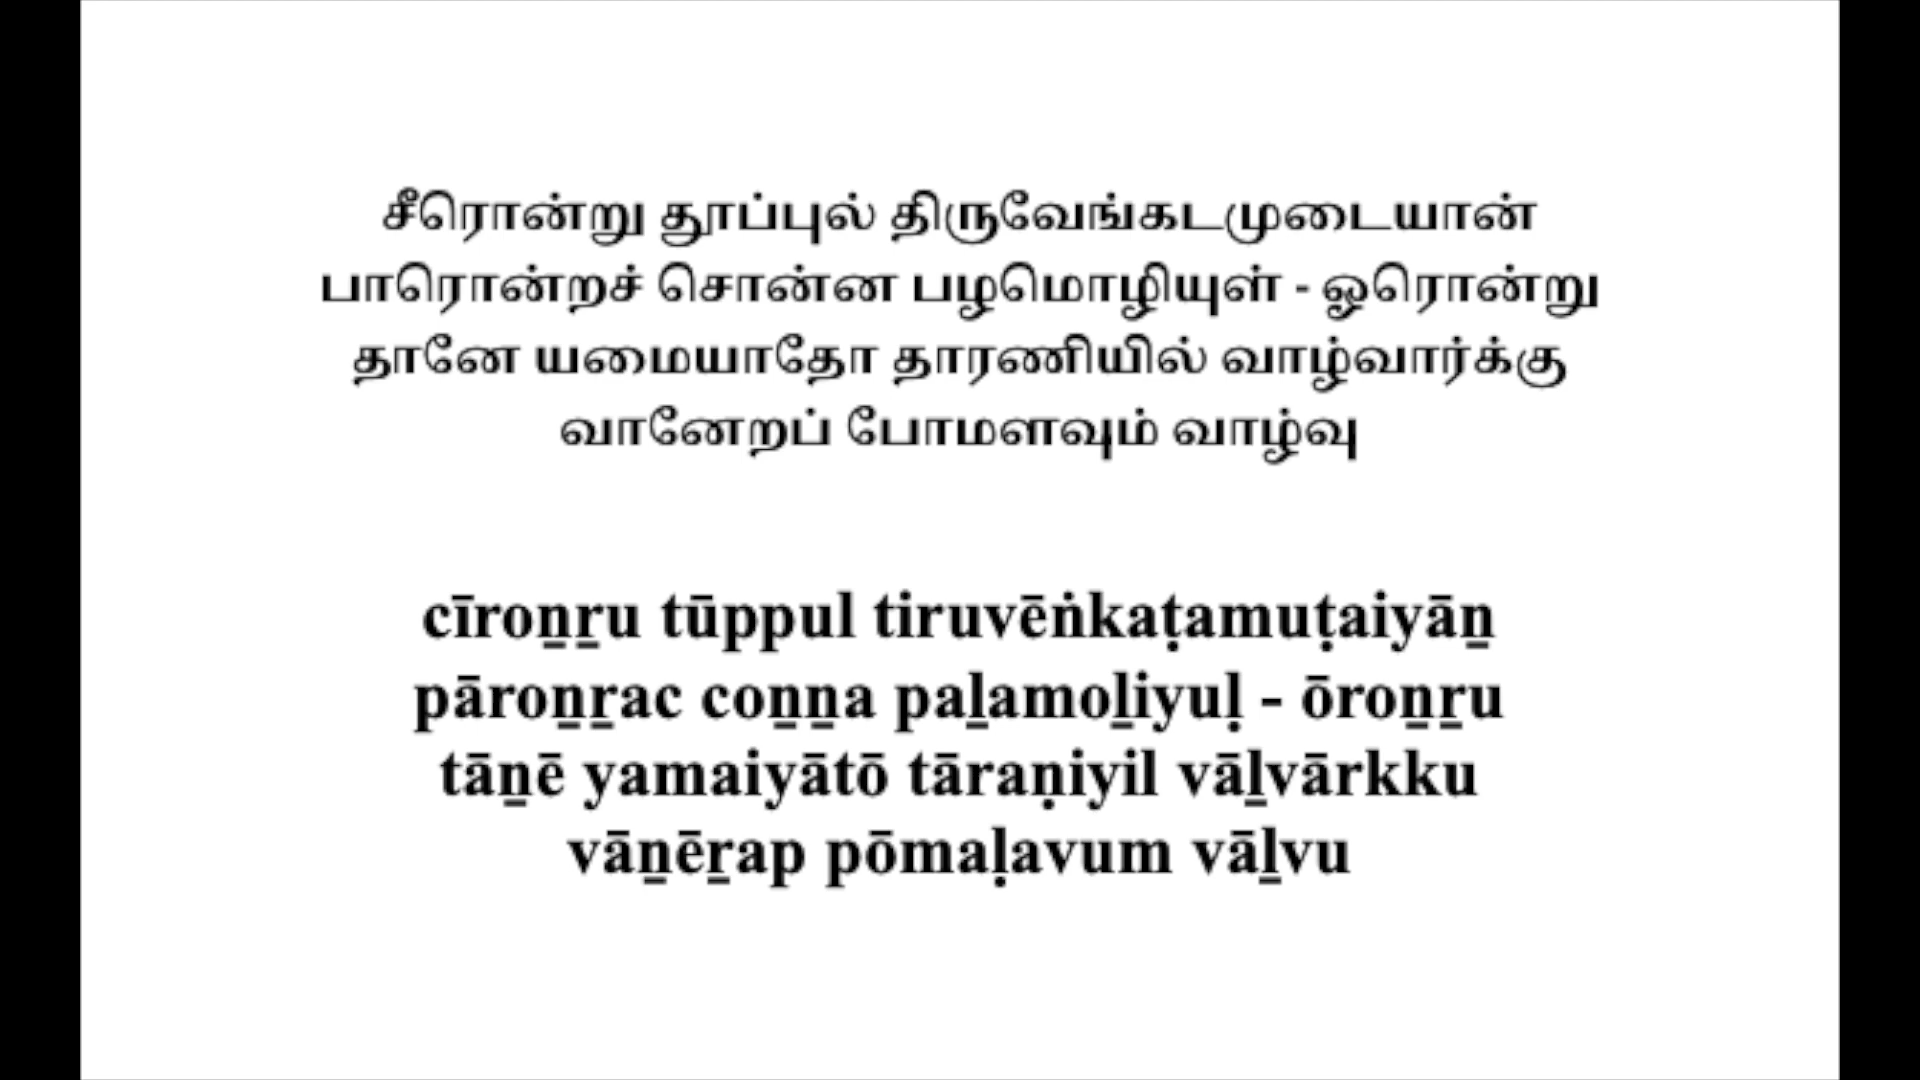 சீரொன்று தூப்புல் திருவேங்கடமுடையான்
பாரொன்றச் சொன்ன பழமொழியுள் - ஓரொன்று
தானே யமையாதோ தாரணியில் வாழ்வார்க்கு
வானேறப் போமளவும் வாழ்வு
cīroṉṟu tūppul tiruvēṅkaṭamuṭaiyāṉ
pāroṉṟac coṉṉa paḻamoḻiyuḷ - ōroṉṟu
tāṉē yamaiyātō tāraṇiyil vāḻvārkku
vāṉēṟap pōmaḷavum vāḻvu